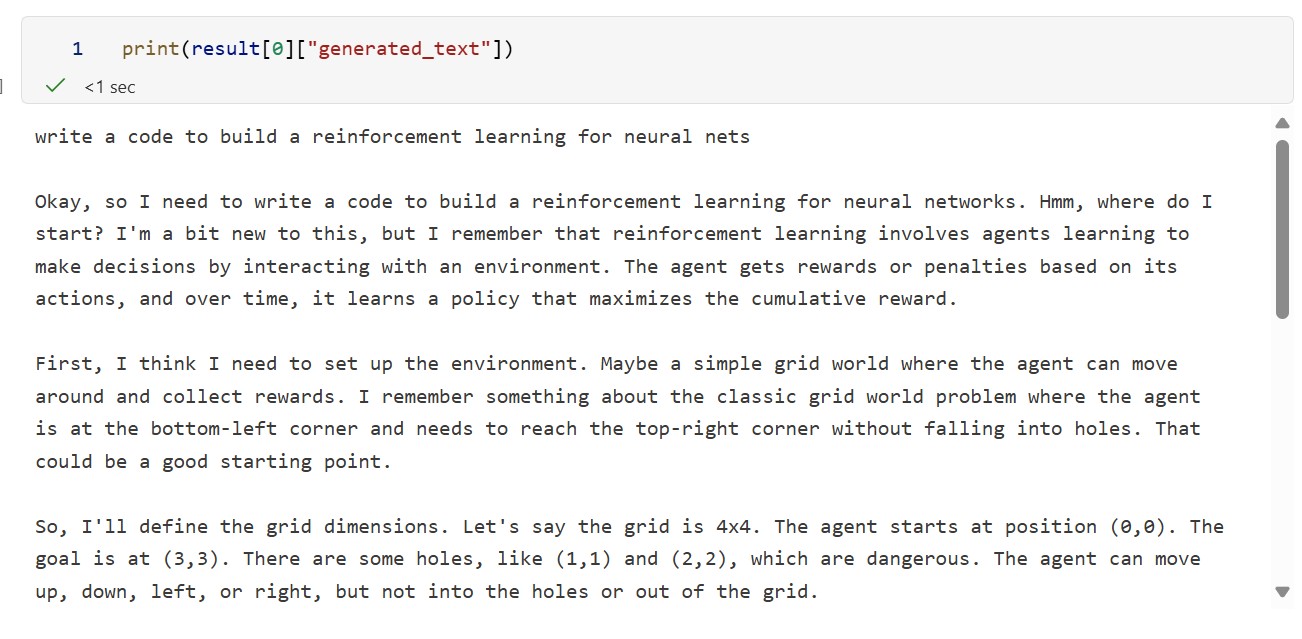 1 print(result[0]["generated_text"])
<1 sec
write a code to build a reinforcement learning for neural nets
Okay, so I need to write a code to build a reinforcement learning for neural networks. Hmm, where do I
start? I'm a bit new to this, but I remember that reinforcement learning involves agents learning to
make decisions by interacting with an environment. The agent gets rewards or penalties based on its
actions, and over time, it learns a policy that maximizes the cumulative reward.
First, I think I need to set up the environment. Maybe a simple grid world where the agent can move
around and collect rewards. I remember something about the classic grid world problem where the agent
is at the bottom-left corner and needs to reach the top-right corner without falling into holes. That
could be a good starting point.
So, I'll define the grid dimensions. Let's say the grid is 4x4. The agent starts at position (0,0). The
goal is at (3,3). There are some holes, like (1,1) and (2,2), which are dangerous. The agent can move
up, down, left, or right, but not into the holes or out of the grid.